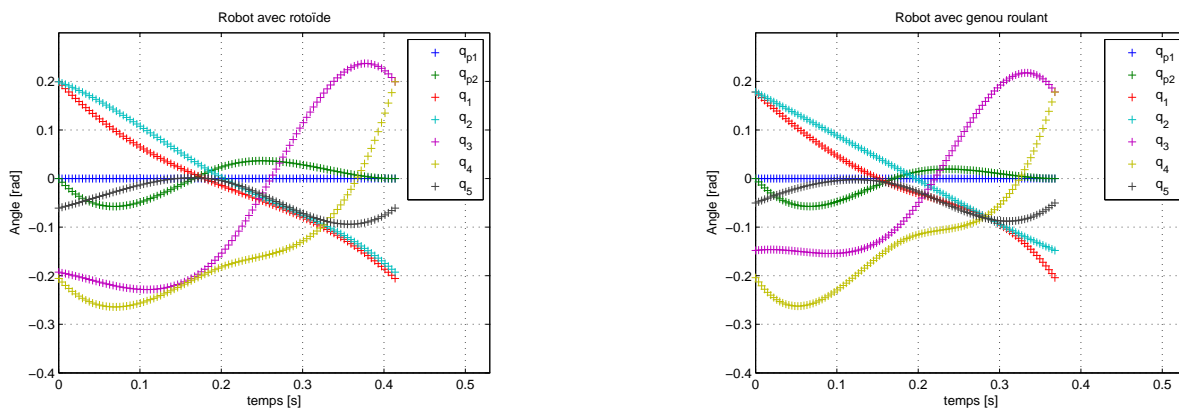 Robot avec rotoïde
Angle [rad]
0.2
0.1
0
−0.1
−0.2
−0.3
−0.4
0
0.1
0.2
0.3
0.4
0.5
temps [s]
q_p1
q_p2
q_1
q_2
q_3
q_4
q_5
Robot avec genou roulant
Angle [rad]
0.2
0.1
0
−0.1
−0.2
−0.3
−0.4
0
0.1
0.2
0.3
0.4
0.5
temps [s]
q_p1
q_p2
q_1
q_2
q_3
q_4
q_5